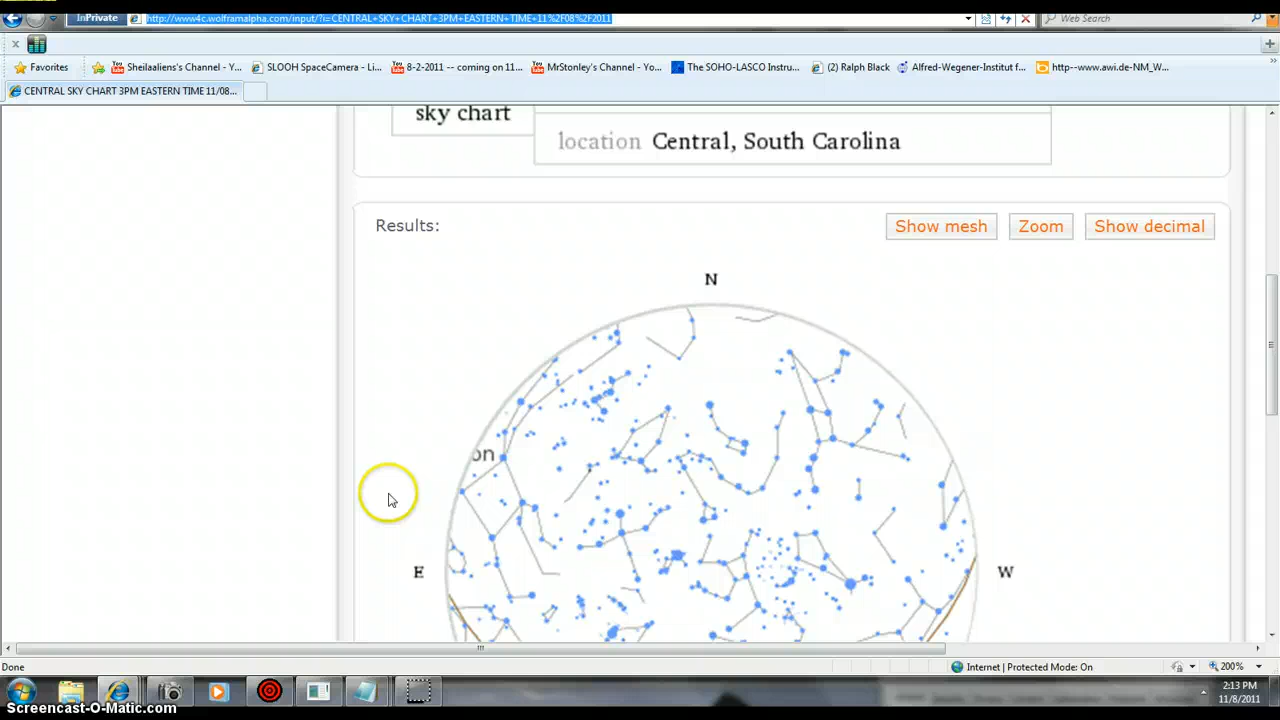 InPrivate
http://www4c.wolframalpha.com/input/?i=CENTRAL+SKY+CHART+3PM+EASTERN+TIME+11%2F08%2F2011
Web Search
Favorites
Sheilaaliens's Channel - Y...
SLOOH SpaceCamera - Li...
8-2-2011 -- coming on 11...
MrStonley's Channel - Yo...
The SOHO-LASCO Instru...
(2) Ralph Black
Alfred-Wegener-Institut f...
http--www.awi.de-NM_W...
CENTRAL SKY CHART 3PM EASTERN TIME 11/08...
sky chart
location Central, South Carolina
Results:
Show mesh
Zoom
Show decimal
N
on
E
W
Done
Internet | Protected Mode: On
200%
2:13 PM
11/8/2011
Screencast-O-Matic.com